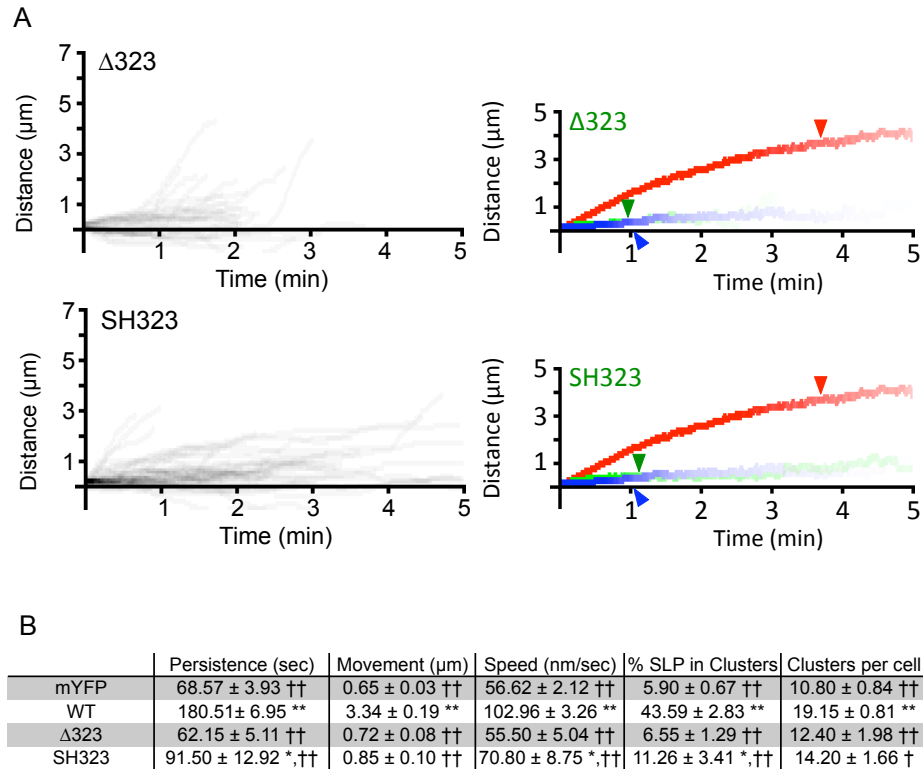 A
Δ323
Distance (µm)
7
5
3
1
1 2 3 4 5
Time (min)
Δ323
Distance (µm)
5
3
1
1 2 3 4 5
Time (min)
SH323
Distance (µm)
7
5
3
1
1 2 3 4 5
Time (min)
SH323
Distance (µm)
5
3
1
1 2 3 4 5
Time (min)
B
Persistence (sec) Movement (µm) Speed (nm/sec) % SLP in Clusters Clusters per cell
mYFP 68.57 ± 3.93 †† 0.65 ± 0.03 †† 56.62 ± 2.12 †† 5.90 ± 0.67 †† 10.80 ± 0.84 ††
WT 180.51± 6.95 ** 3.34 ± 0.19 ** 102.96 ± 3.26 ** 43.59 ± 2.83 ** 19.15 ± 0.81 **
Δ323 62.15 ± 5.11 †† 0.72 ± 0.08 †† 55.50 ± 5.04 †† 6.55 ± 1.29 †† 12.40 ± 1.98 ††
SH323 91.50 ± 12.92 *,†† 0.85 ± 0.10 †† 70.80 ± 8.75 *,†† 11.26 ± 3.41 *,†† 14.20 ± 1.66 †